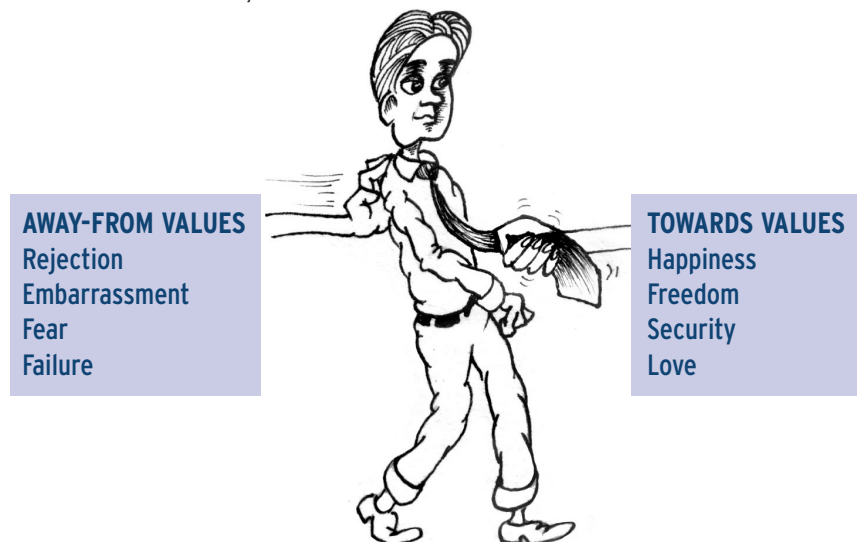 AWAY-FROM VALUES
Rejection
Embarrassment
Fear
Failure
TOWARDS VALUES
Happiness
Freedom
Security
Love